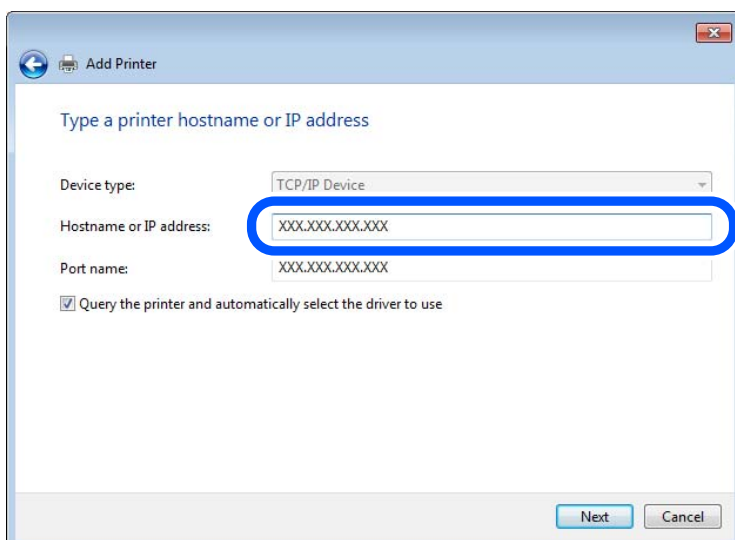 Add Printer
Type a printer hostname or IP address
Device type: TCP/IP Device
Hostname or IP address: XXX.XXX.XXX.XXX
Port name: XXX.XXX.XXX.XXX
Query the printer and automatically select the driver to use
Next Cancel